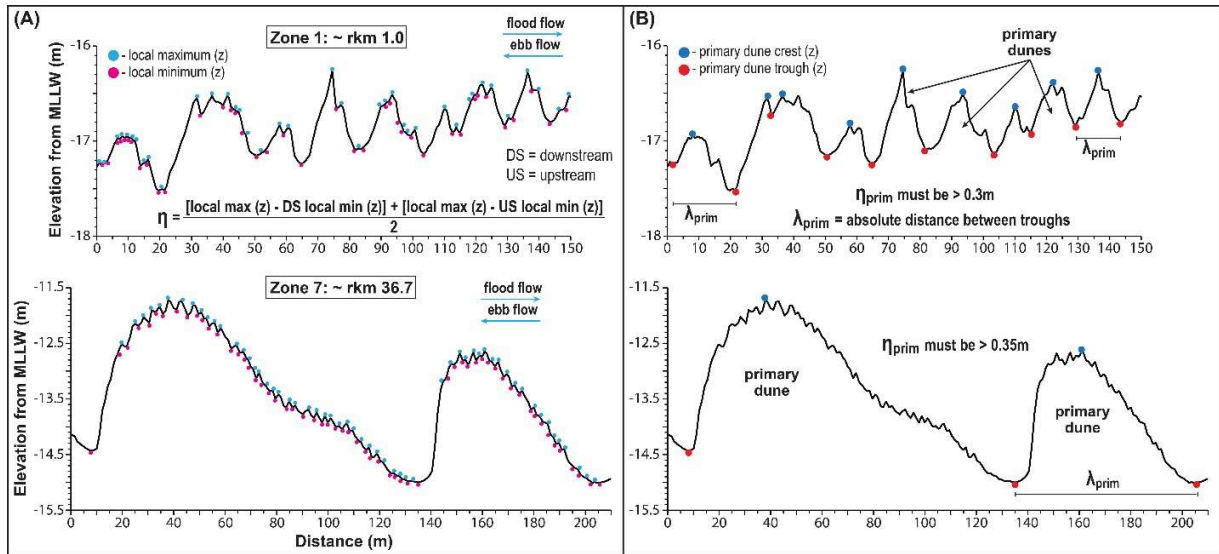 (A)
Zone 1: ~ rkm 1.0
flood flow
ebb flow
- local maximum (z)
- local minimum (z)
DS = downstream
US = upstream
η = [local max (z) - DS local min (z)] + [local max (z) - US local min (z)]
2
Elevation from MLLW (m)
-16
-17
-18
0 10 20 30 40 50 60 70 80 90 100 110 120 130 140 150
Zone 7: ~ rkm 36.7
flood flow
ebb flow
Elevation from MLLW (m)
-11.5
-12.5
-13.5
-14.5
-15.5
0 20 40 60 80 100 120 140 160 180 200
Distance (m)
(B)
- primary dune crest (z)
- primary dune trough (z)
primary
dunes
λprim
λprim
ηprim must be > 0.3m
λprim = absolute distance between troughs
-16
-17
-18
0 10 20 30 40 50 60 70 80 90 100 110 120 130 140 150
ηprim must be > 0.35m
primary
dune
primary
dune
λprim
-11.5
-12.5
-13.5
-14.5
-15.5
0 20 40 60 80 100 120 140 160 180 200